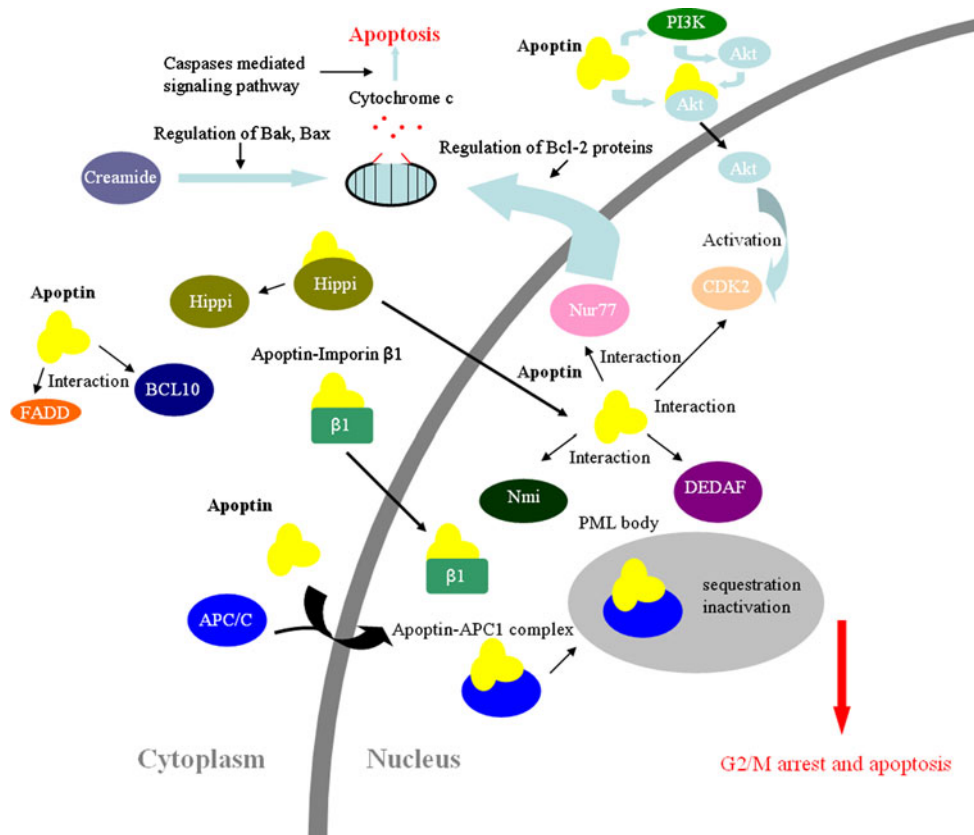 Apoptosis
Caspases mediated
signaling pathway
Cytochrome c
Regulation of Bak, Bax
Creamide
Apoptin
PI3K
Akt
Akt
Akt
Regulation of Bcl-2 proteins
Activation
CDK2
Nur77
Hippi
Hippi
Apoptin
Interaction
BCL10
FADD
Apoptin-Imporin β1
β1
Apoptin
Interaction
Interaction
Interaction
Nmi
DEDAF
PML body
sequestration
inactivation
Apoptin
APC/C
β1
Apoptin-APC1 complex
Cytoplasm
Nucleus
G2/M arrest and apoptosis